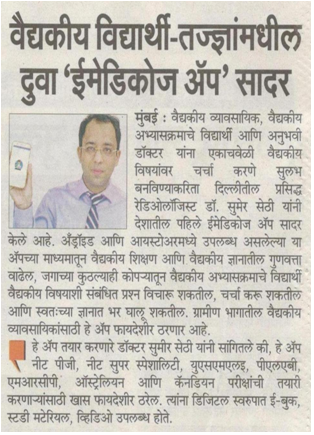 वैद्यकीय विद्यार्थी-तज्ज्ञांमधील
दुवा ‘ईमेडिकोज ॲप’ सादर
मुंबई : वैद्यकीय व्यावसायिक, वैद्यकीय
अभ्यासक्रमाचे विद्यार्थी आणि अनुभवी
डॉक्टर यांना एकाचवेळी वैद्यकीय
विषयांवर चर्चा करणे सुलभ
बनविण्याकरिता दिल्लीतील प्रसिद्ध
रेडिओलॉजिस्ट डॉ. सुमेर सेठी यांनी
देशातील पहिले ईमेडिकोज ॲप सादर
केले आहे. अँड्रॉइड आणि आयस्टोअरमध्ये उपलब्ध असलेल्या या
ॲपच्या माध्यमातून वैद्यकीय शिक्षण आणि वैद्यकीय ज्ञानातील गुणवत्ता
वाढेल, जगाच्या कुठल्याही कोपऱ्यातून वैद्यकीय अभ्यासक्रमाचे विद्यार्थी
वैद्यकीय विषयाशी संबंधित प्रश्न विचारू शकतील, चर्चा करू शकतील
आणि स्वतःच्या ज्ञानात भर घालू शकतील. ग्रामीण भागातील वैद्यकीय
व्यावसायिकांसाठी हे ॲप फायदेशीर ठरणार आहे.
हे ॲप तयार करणारे डॉक्टर सुमीर सेठी यांनी सांगितले की, हे ॲप
नीट पीजी, नीट सुपर स्पेशालिटी, युएसएमएलइ, पीएलएबी,
एमआरसीपी, ऑस्ट्रेलियन आणि कॅनडियन परीक्षांची तयारी
करणाऱ्यांसाठी खास फायदेशीर ठरेल. त्यांना डिजिटल स्वरुपात ई-बुक,
स्टडी मटेरियल, व्हिडिओ उपलब्ध होते.